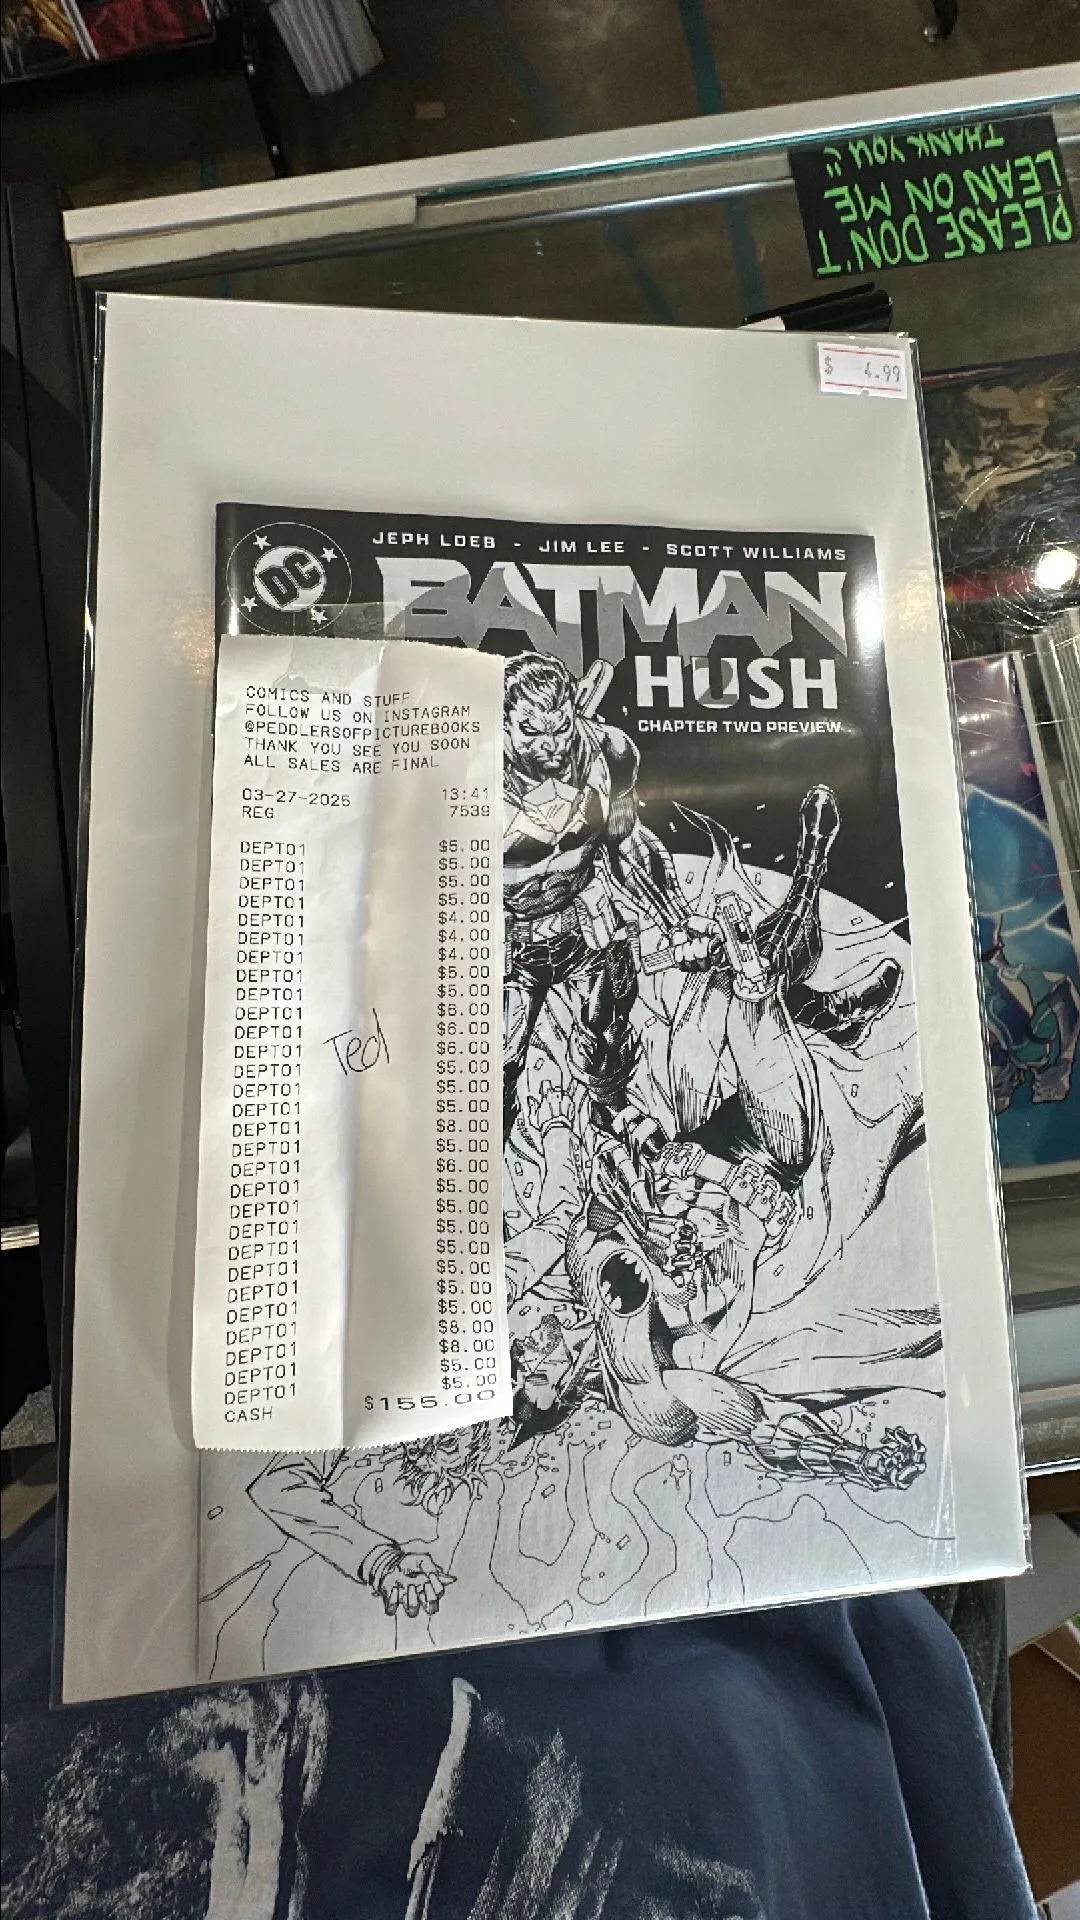 PLEASE DON'T
LEAN ON ME
THANK YOU
$ 4.99
DC
JEPH LOEB - JIM LEE - SCOTT WILLIAMS
BATMAN
HUSH
CHAPTER TWO PREVIEW
COMICS AND STUFF
FOLLOW US ON INSTAGRAM
@PEDDLERSOFPICTUREBOOKS
THANK YOU SEE YOU SOON
ALL SALES ARE FINAL
03-27-2025 13:41
REG 7539
DEPT01 $5.00
DEPT01 $5.00
DEPT01 $5.00
DEPT01 $5.00
DEPT01 $4.00
DEPT01 $4.00
DEPT01 $4.00
DEPT01 $5.00
DEPT01 $5.00
DEPT01 $6.00
DEPT01 $6.00
DEPT01 $6.00
DEPT01 $5.00
DEPT01 $5.00
DEPT01 $5.00
DEPT01 $8.00
DEPT01 $5.00
DEPT01 $6.00
DEPT01 $5.00
DEPT01 $5.00
DEPT01 $5.00
DEPT01 $5.00
DEPT01 $5.00
DEPT01 $5.00
DEPT01 $5.00
DEPT01 $8.00
DEPT01 $8.00
DEPT01 $5.00
DEPT01 $5.00
CASH $155.00
Ted